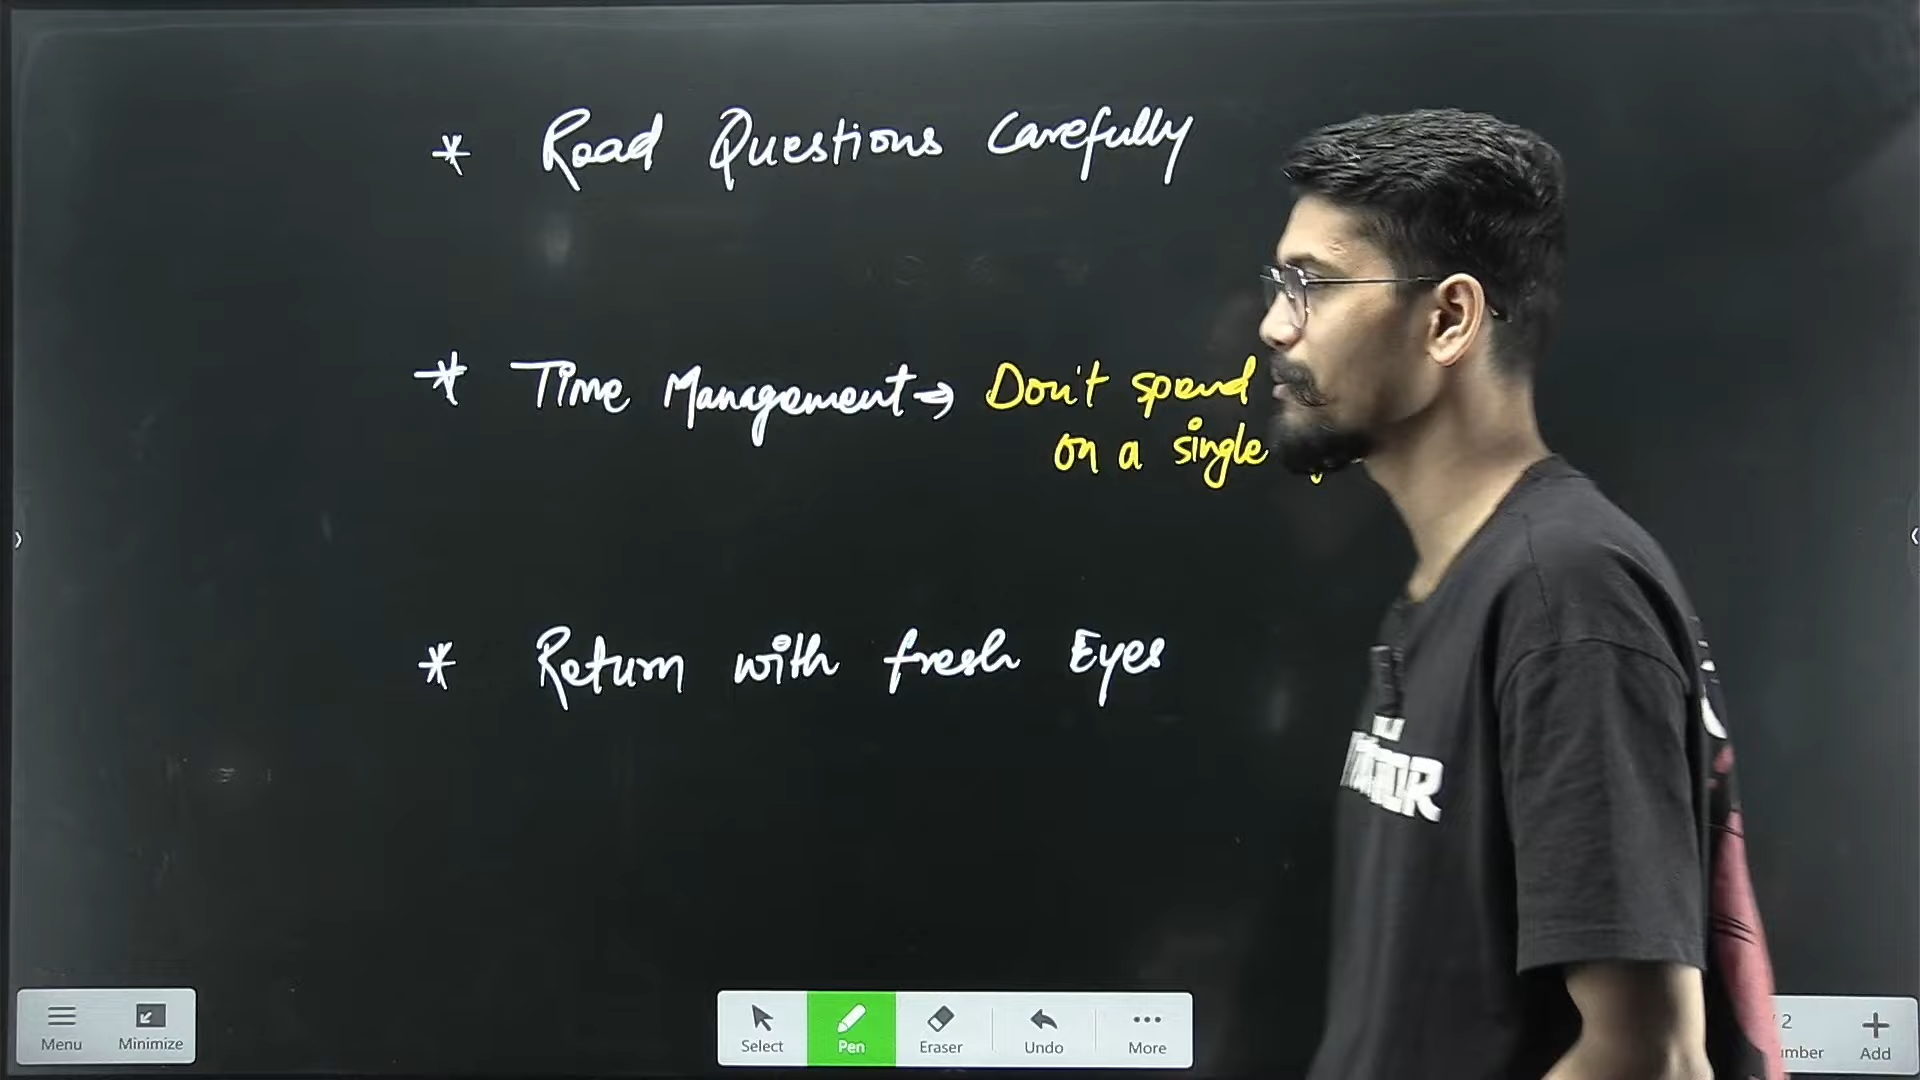 * Read Questions Carefully
* Time Management → Don't spend
on a single
* Return with fresh Eyes
Menu
Minimize
Select
Pen
Eraser
Undo
More
2
Add